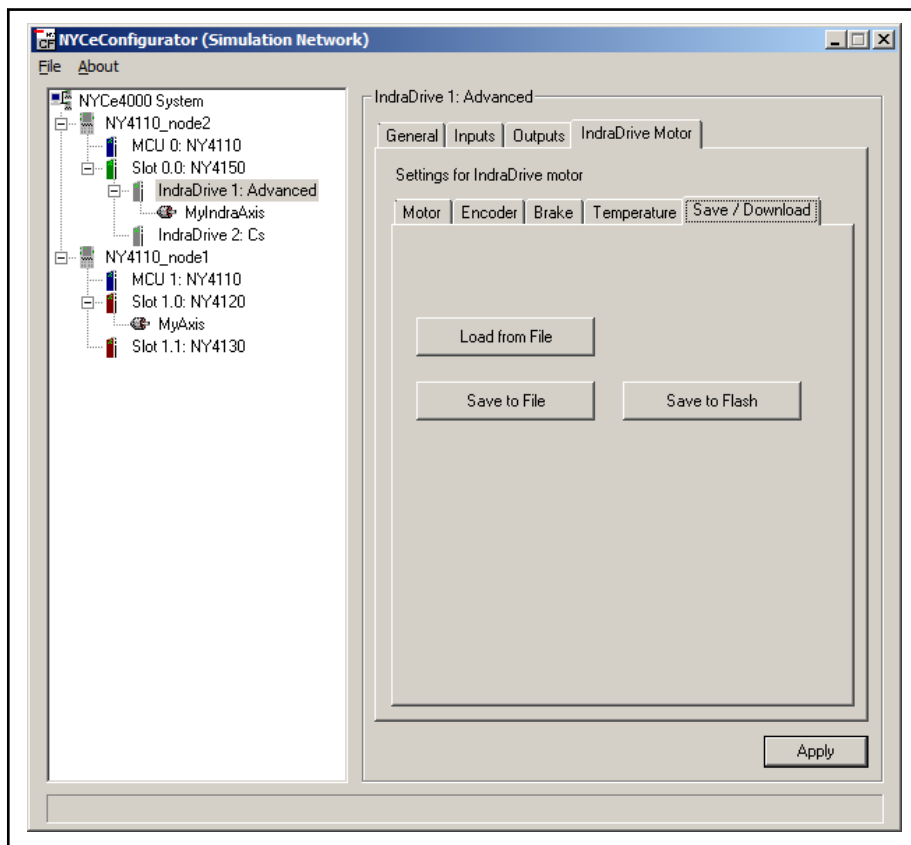 NYCeConfigurator (Simulation Network)
File About
NYCe4000 System
NY4110_node2
MCU 0: NY4110
Slot 0.0: NY4150
IndraDrive 1: Advanced
MyIndraAxis
IndraDrive 2: Cs
NY4110_node1
MCU 1: NY4110
Slot 1.0: NY4120
MyAxis
Slot 1.1: NY4130
IndraDrive 1: Advanced
General Inputs Outputs IndraDrive Motor
Settings for IndraDrive motor
Motor Encoder Brake Temperature Save / Download
Load from File
Save to File Save to Flash
Apply